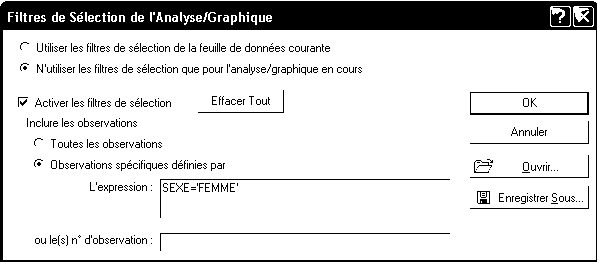 Filtres de Sélection de l'Analyse/Graphique
Utiliser les filtres de sélection de la feuille de données courante
N'utiliser les filtres de sélection que pour l'analyse/graphique en cours
Activer les filtres de sélection
Effacer Tout
OK
Inclure les observations
Annuler
Toutes les observations
Observations spécifiques définies par
Ouvrir...
L'expression :
SEXE='FEMME'
Enregistrer Sous...
ou le(s) n° d'observation :